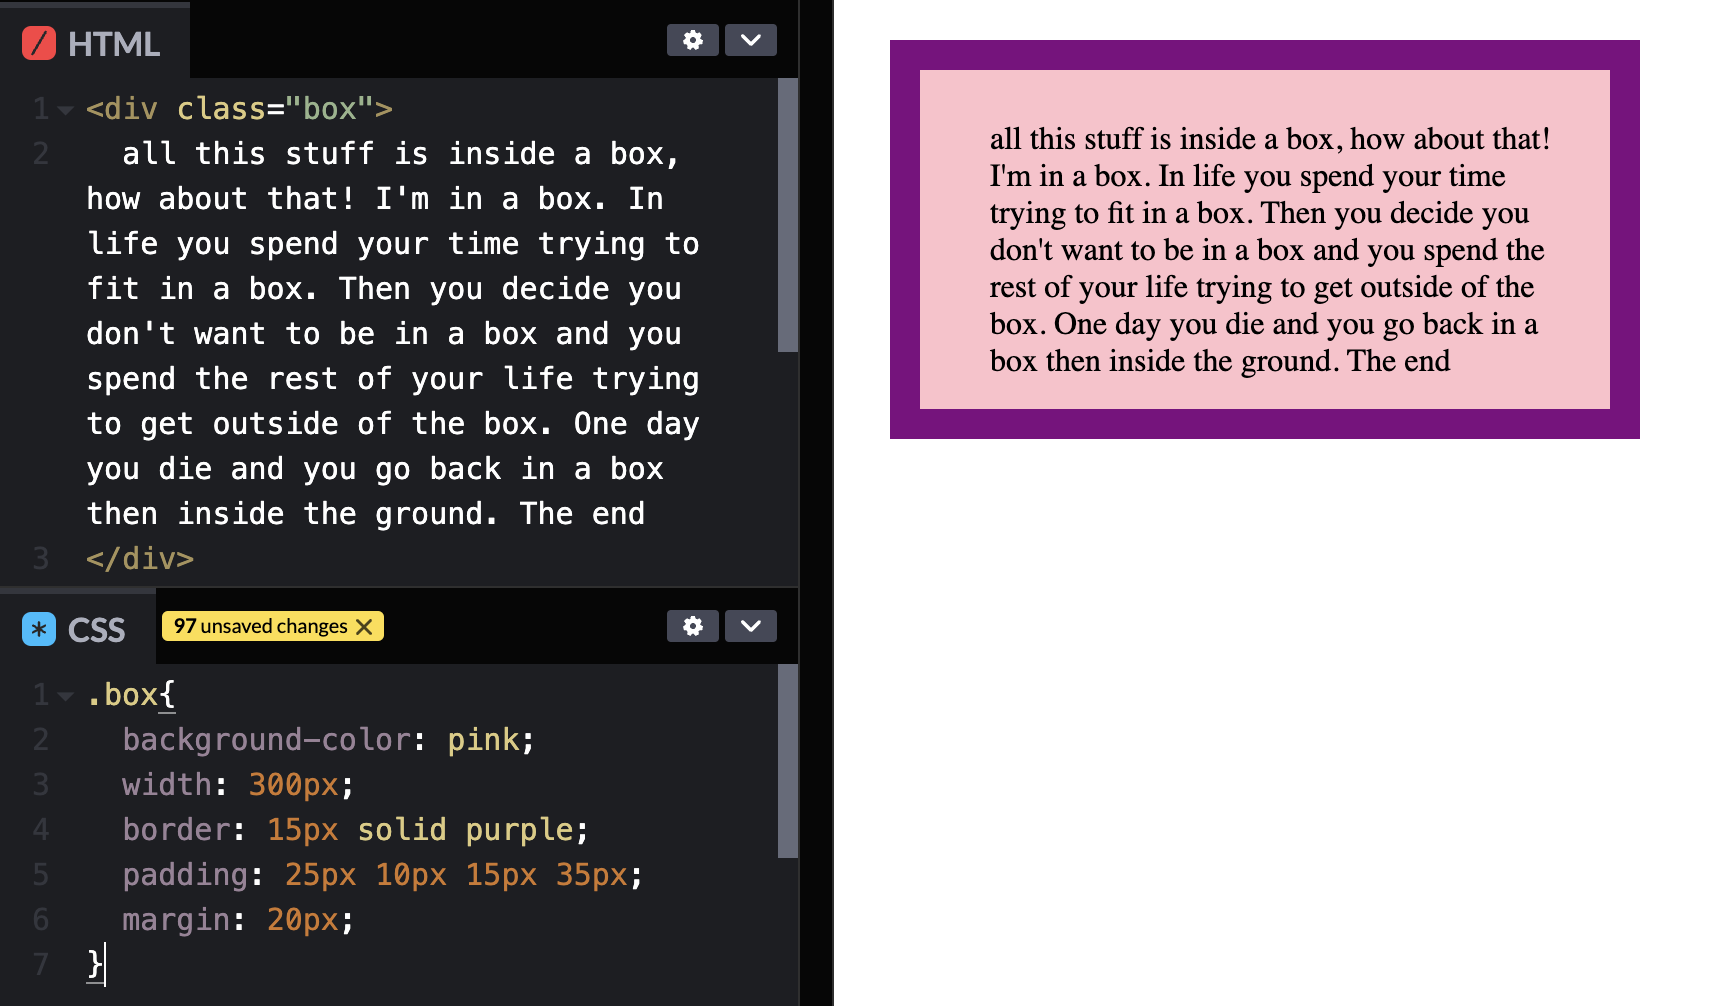 HTML
1 <div class="box">
2 all this stuff is inside a box,
how about that! I'm in a box. In
life you spend your time trying to
fit in a box. Then you decide you
don't want to be in a box and you
spend the rest of your life trying
to get outside of the box. One day
you die and you go back in a box
then inside the ground. The end
3 </div>
CSS 97 unsaved changes
1 .box{
2 background-color: pink;
3 width: 300px;
4 border: 15px solid purple;
5 padding: 25px 10px 15px 35px;
6 margin: 20px;
7 }
all this stuff is inside a box, how about that!
I'm in a box. In life you spend your time
trying to fit in a box. Then you decide you
don't want to be in a box and you spend the
rest of your life trying to get outside of the
box. One day you die and you go back in a
box then inside the ground. The end